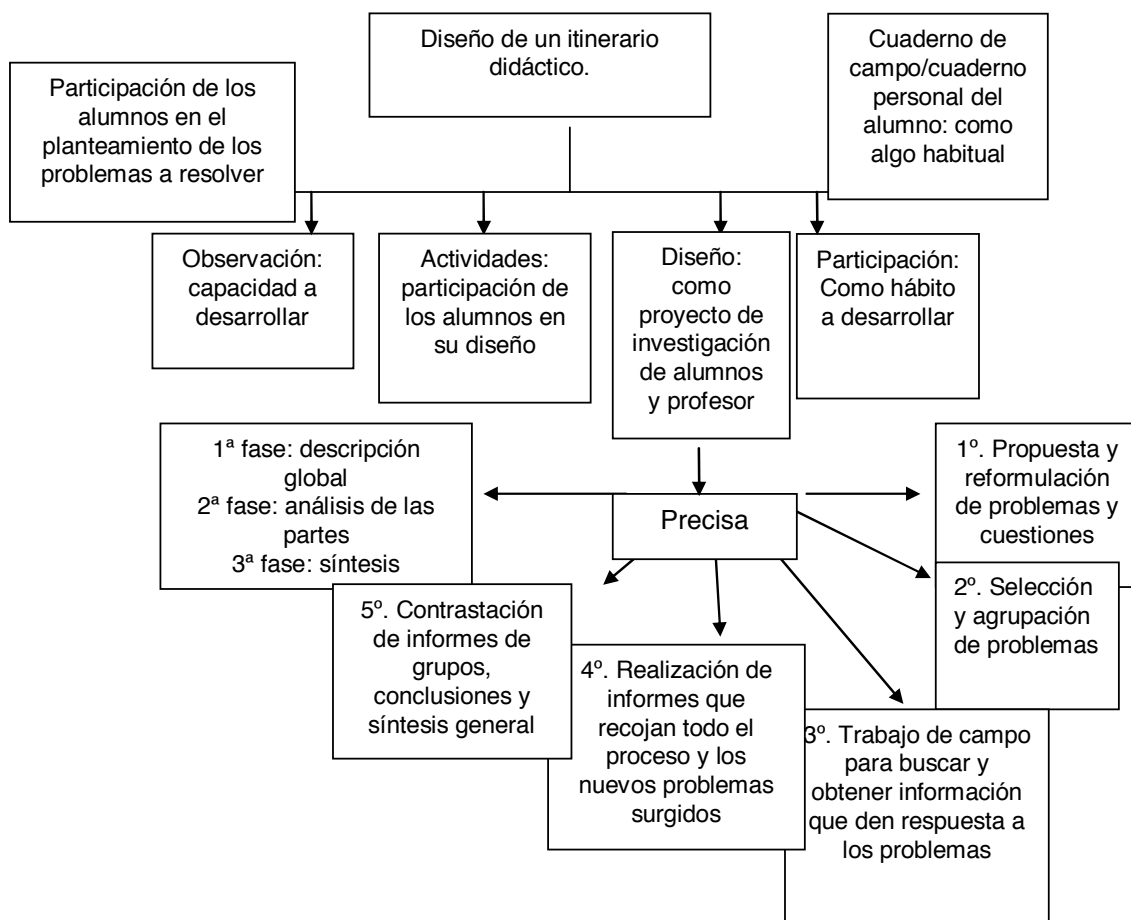 Diseño de un itinerario
didáctico.
Cuaderno de
campo/cuaderno
personal del
alumno: como
algo habitual
Participación de los
alumnos en el
planteamiento de los
problemas a resolver
Observación:
capacidad a
desarrollar
Actividades:
participación de
los alumnos en
su diseño
Diseño:
como
proyecto de
investigación
de alumnos
y profesor
Participación:
Como hábito
a desarrollar
1ª fase: descripción
global
2ª fase: análisis de las
partes
3ª fase: síntesis
Precisa
1º. Propuesta y
reformulación
de problemas y
cuestiones
2º. Selección
y agrupación
de problemas
3º. Trabajo de campo
para buscar y
obtener información
que den respuesta a
los problemas
4º. Realización de
informes que
recojan todo el
proceso y los
nuevos problemas
surgidos
5º. Contrastación
de informes de
grupos,
conclusiones y
síntesis general